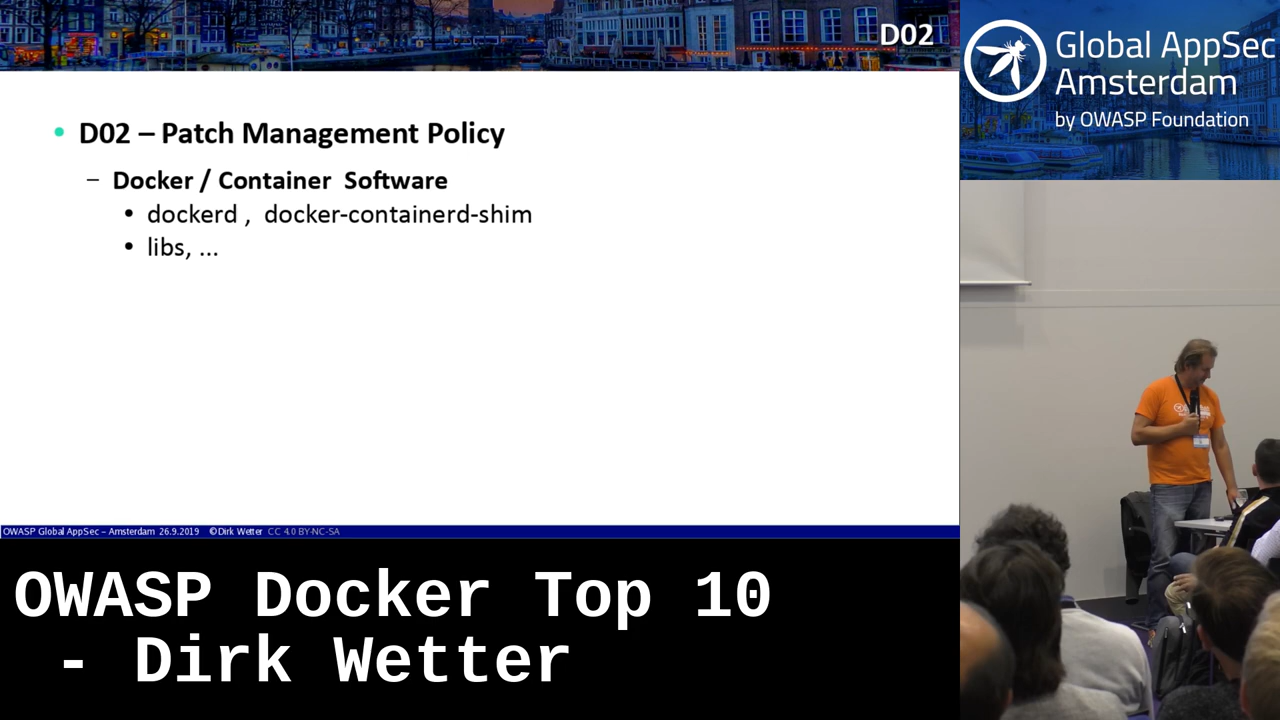 D02
• D02 – Patch Management Policy
– Docker / Container Software
• dockerd , docker-containerd-shim
• libs, ...
OWASP Global AppSec – Amsterdam 26.9.2019 ©Dirk Wetter CC 4.0 BY-NC-SA
OWASP Docker Top 10
- Dirk Wetter
Global AppSec
Amsterdam
by OWASP Foundation